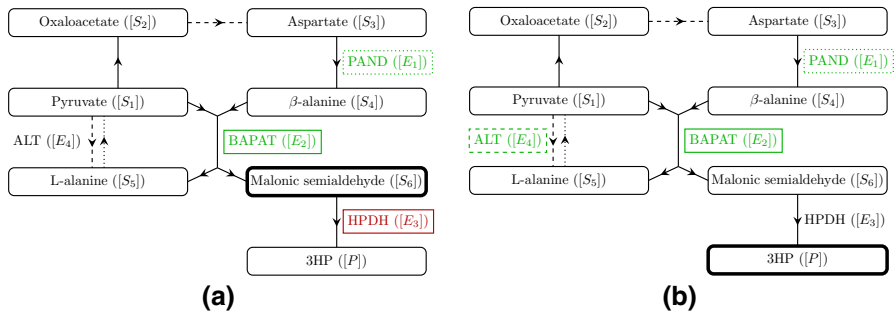 Oxaloacetate ([S₂])
Aspartate ([S₃])
PAND ([E₁])
Pyruvate ([S₁])
β-alanine ([S₄])
ALT ([E₄])
BAPAT ([E₂])
L-alanine ([S₅])
Malonic semialdehyde ([S₆])
HPDH ([E₃])
3HP ([P])
(a)
Oxaloacetate ([S₂])
Aspartate ([S₃])
PAND ([E₁])
Pyruvate ([S₁])
β-alanine ([S₄])
ALT ([E₄])
BAPAT ([E₂])
L-alanine ([S₅])
Malonic semialdehyde ([S₆])
HPDH ([E₃])
3HP ([P])
(b)